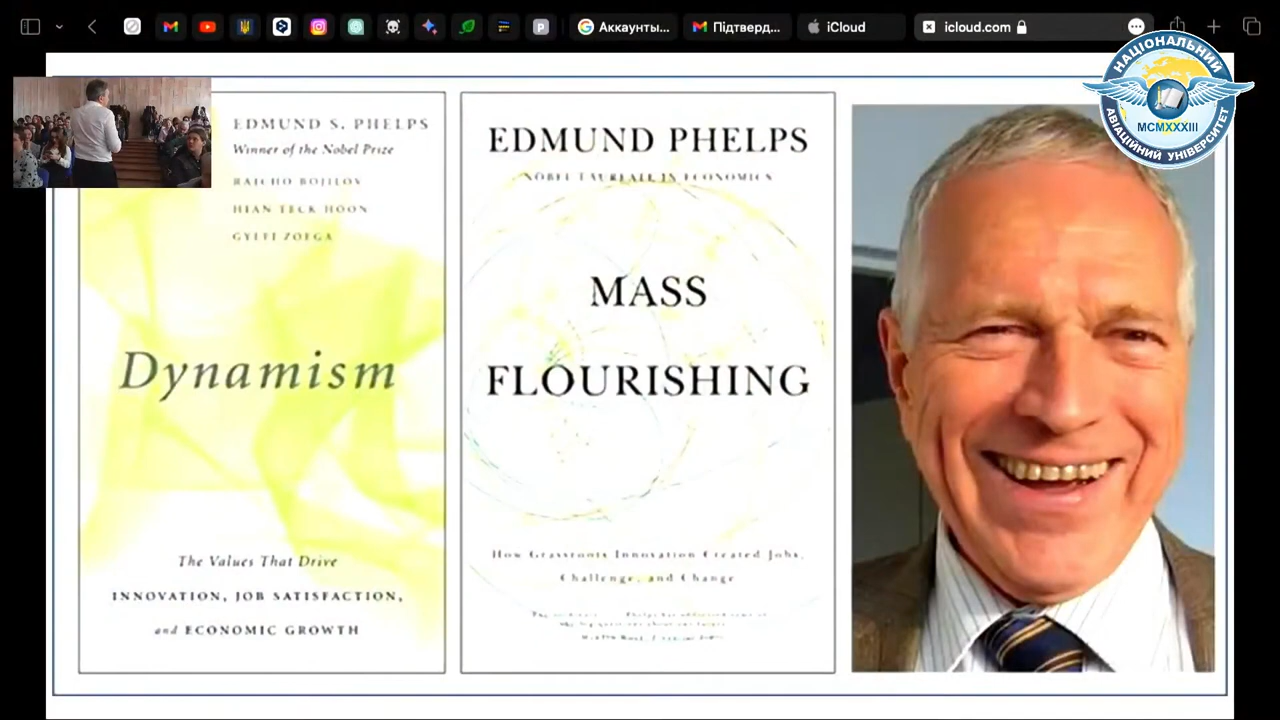 Аккаунты...
Підтверд...
iCloud
icloud.com
НАЦІОНАЛЬНИЙ
MCMXXXIII
АВІАЦІЙНИЙ УНІВЕРСИТЕТ
EDMUND S. PHELPS
Winner of the Nobel Prize
RAICHO BOJILOV
HIAN TECK HOON
GYLFI ZOEGA
Dynamism
The Values That Drive
INNOVATION, JOB SATISFACTION,
and ECONOMIC GROWTH
EDMUND PHELPS
NOBEL LAUREATE IN ECONOMICS
MASS
FLOURISHING
How Grassroots Innovation Created Jobs,
Challenge, and Change